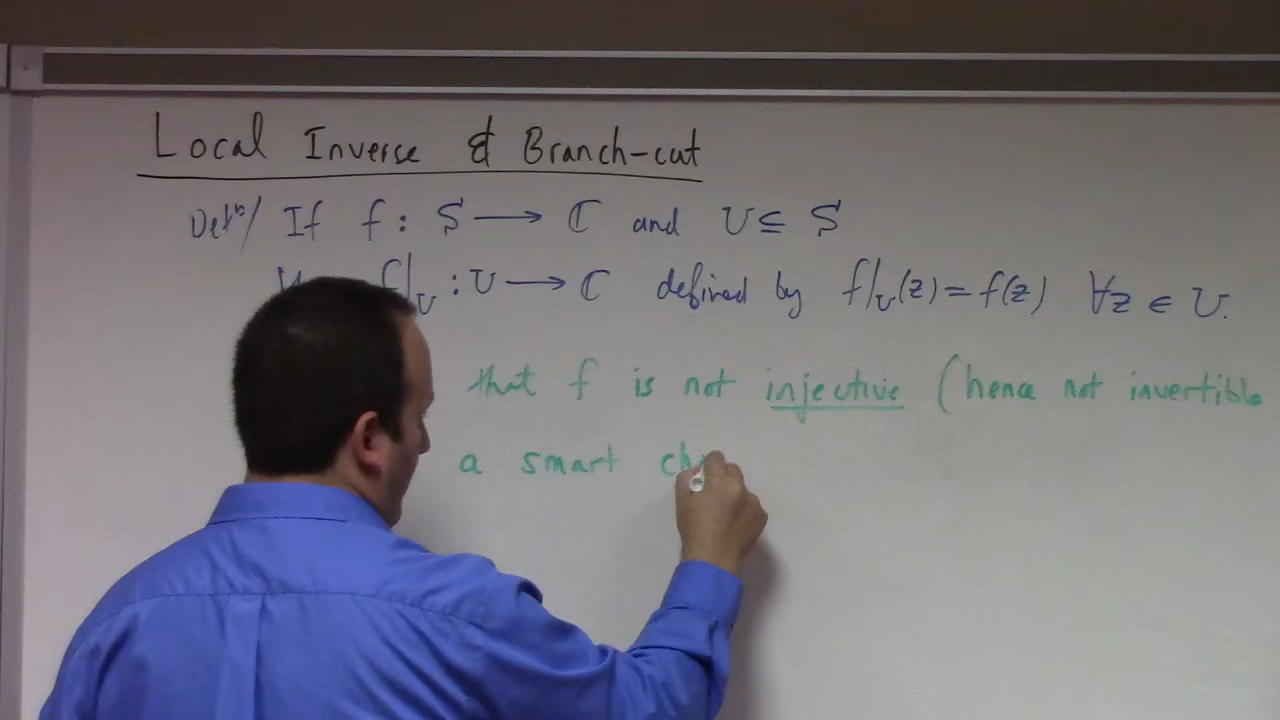 Local Inverse & Branch-cut
Defⁿ/ If f : S ⟶ ℂ and U ⊆ S
f|_U : U ⟶ ℂ defined by f|_U(z) = f(z) ∀z ∈ U.
that f is not injective (hence not invertible
a smart